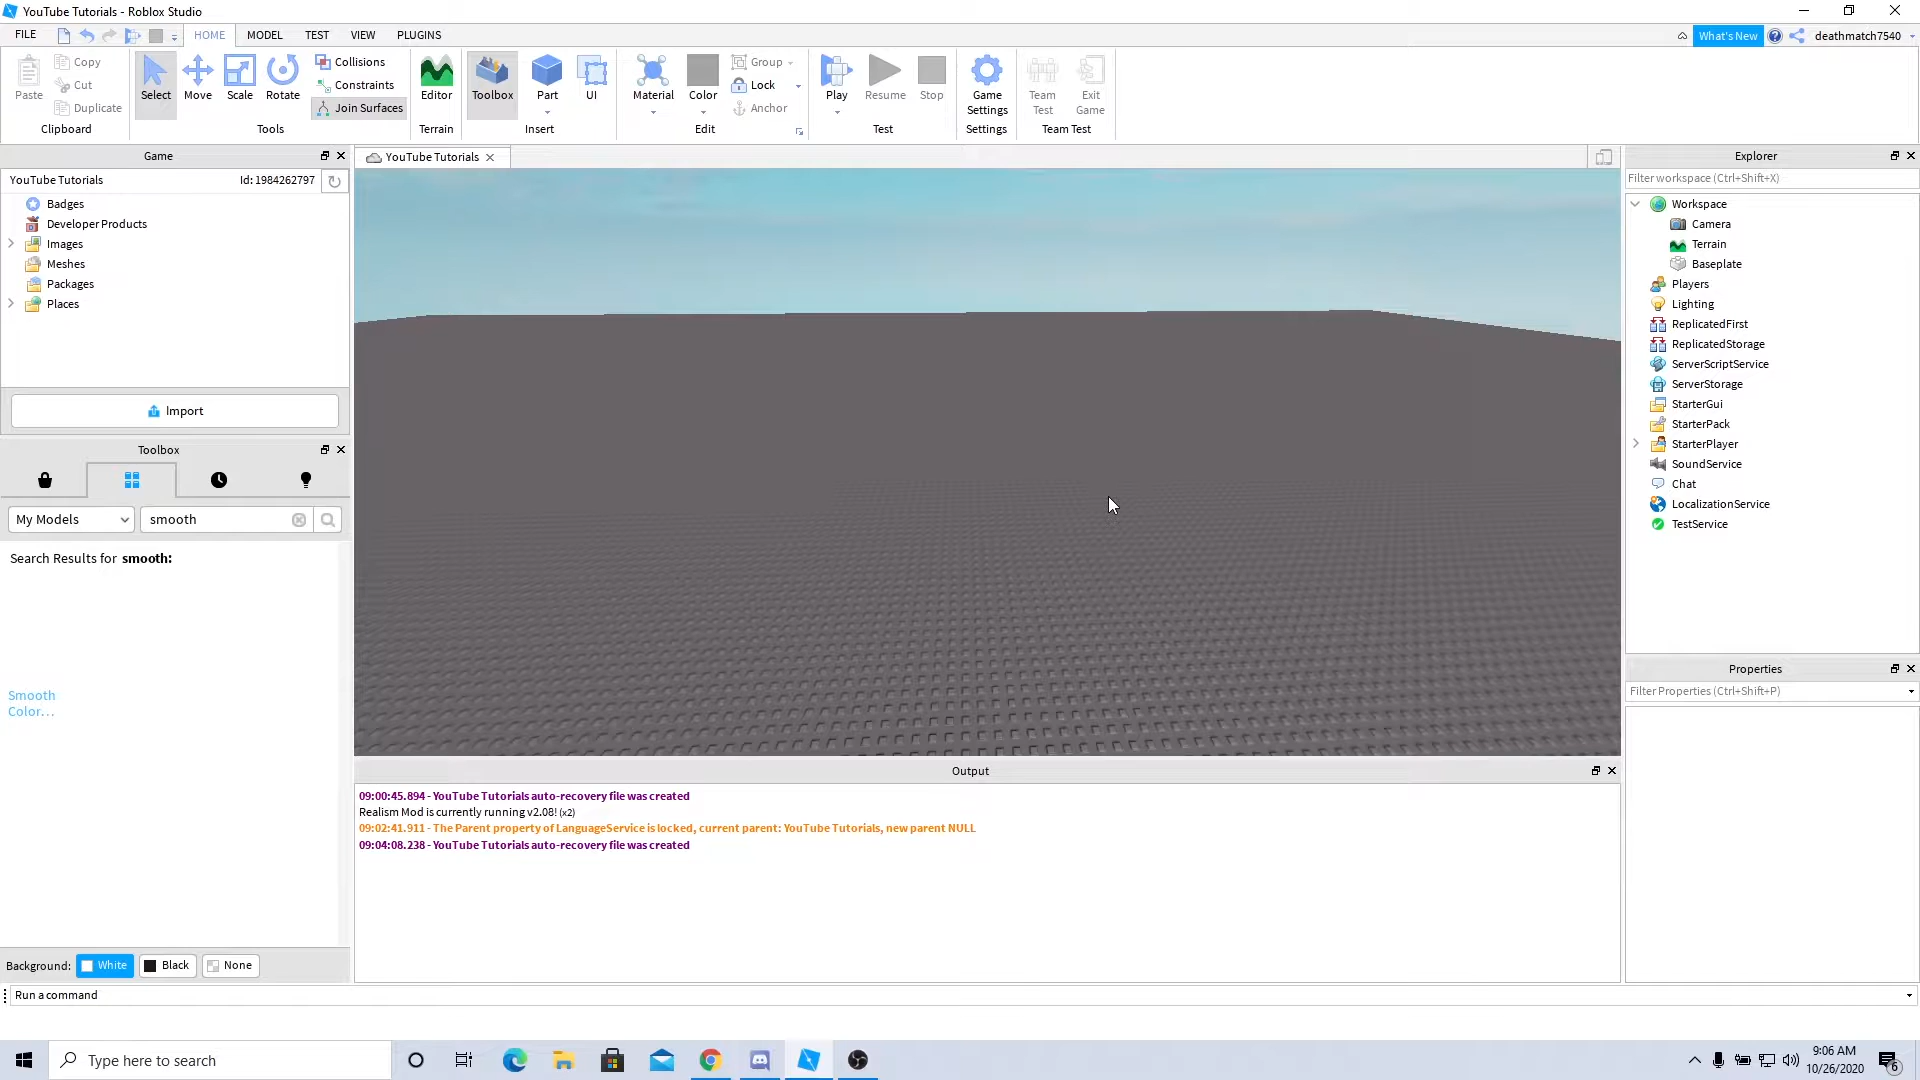 YouTube Tutorials - Roblox Studio
FILE
HOME
MODEL
TEST
VIEW
PLUGINS
What's New
deathmatch7540
Paste
Copy
Cut
Duplicate
Clipboard
Select
Move
Scale
Rotate
Collisions
Constraints
Join Surfaces
Tools
Editor
Terrain
Toolbox
Part
UI
Insert
Material
Color
Group
Lock
Anchor
Edit
Play
Resume
Stop
Test
Game
Settings
Settings
Team
Test
Exit
Game
Team Test
Game
YouTube Tutorials
Id: 1984262797
Badges
Developer Products
Images
Meshes
Packages
Places
Import
Toolbox
My Models
smooth
Search Results for smooth:
Smooth
Color...
Background:
White
Black
None
YouTube Tutorials
Output
09:00:45.894 - YouTube Tutorials auto-recovery file was created
Realism Mod is currently running v2.08! (x2)
09:02:41.911 - The Parent property of LanguageService is locked, current parent: YouTube Tutorials, new parent NULL
09:04:08.238 - YouTube Tutorials auto-recovery file was created
Explorer
Filter workspace (Ctrl+Shift+X)
Workspace
Camera
Terrain
Baseplate
Players
Lighting
ReplicatedFirst
ReplicatedStorage
ServerScriptService
ServerStorage
StarterGui
StarterPack
StarterPlayer
SoundService
Chat
LocalizationService
TestService
Properties
Filter Properties (Ctrl+Shift+P)
Run a command
Type here to search
9:06 AM
10/26/2020
6